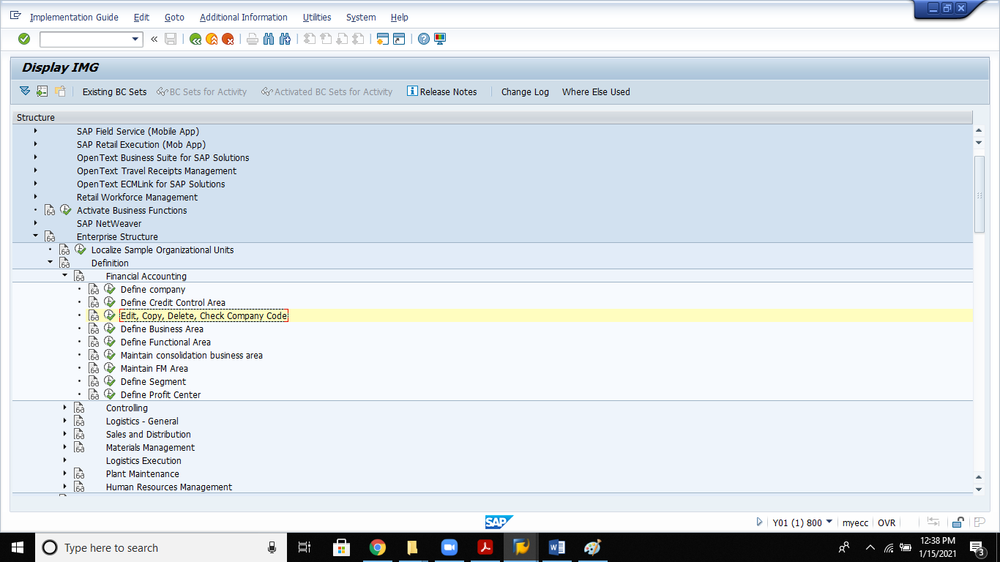 Implementation Guide Edit Goto Additional Information Utilities System Help
Display IMG
Existing BC Sets BC Sets for Activity Activated BC Sets for Activity Release Notes Change Log Where Else Used
Structure
SAP Field Service (Mobile App)
SAP Retail Execution (Mob App)
OpenText Business Suite for SAP Solutions
OpenText Travel Receipts Management
OpenText ECMLink for SAP Solutions
Retail Workforce Management
Activate Business Functions
SAP NetWeaver
Enterprise Structure
Localize Sample Organizational Units
Definition
Financial Accounting
Define company
Define Credit Control Area
Edit, Copy, Delete, Check Company Code
Define Business Area
Define Functional Area
Maintain consolidation business area
Maintain FM Area
Define Segment
Define Profit Center
Controlling
Logistics - General
Sales and Distribution
Materials Management
Logistics Execution
Plant Maintenance
Human Resources Management
SAP Y01 (1) 800 myecc OVR
Type here to search
12:38 PM
1/15/2021
3